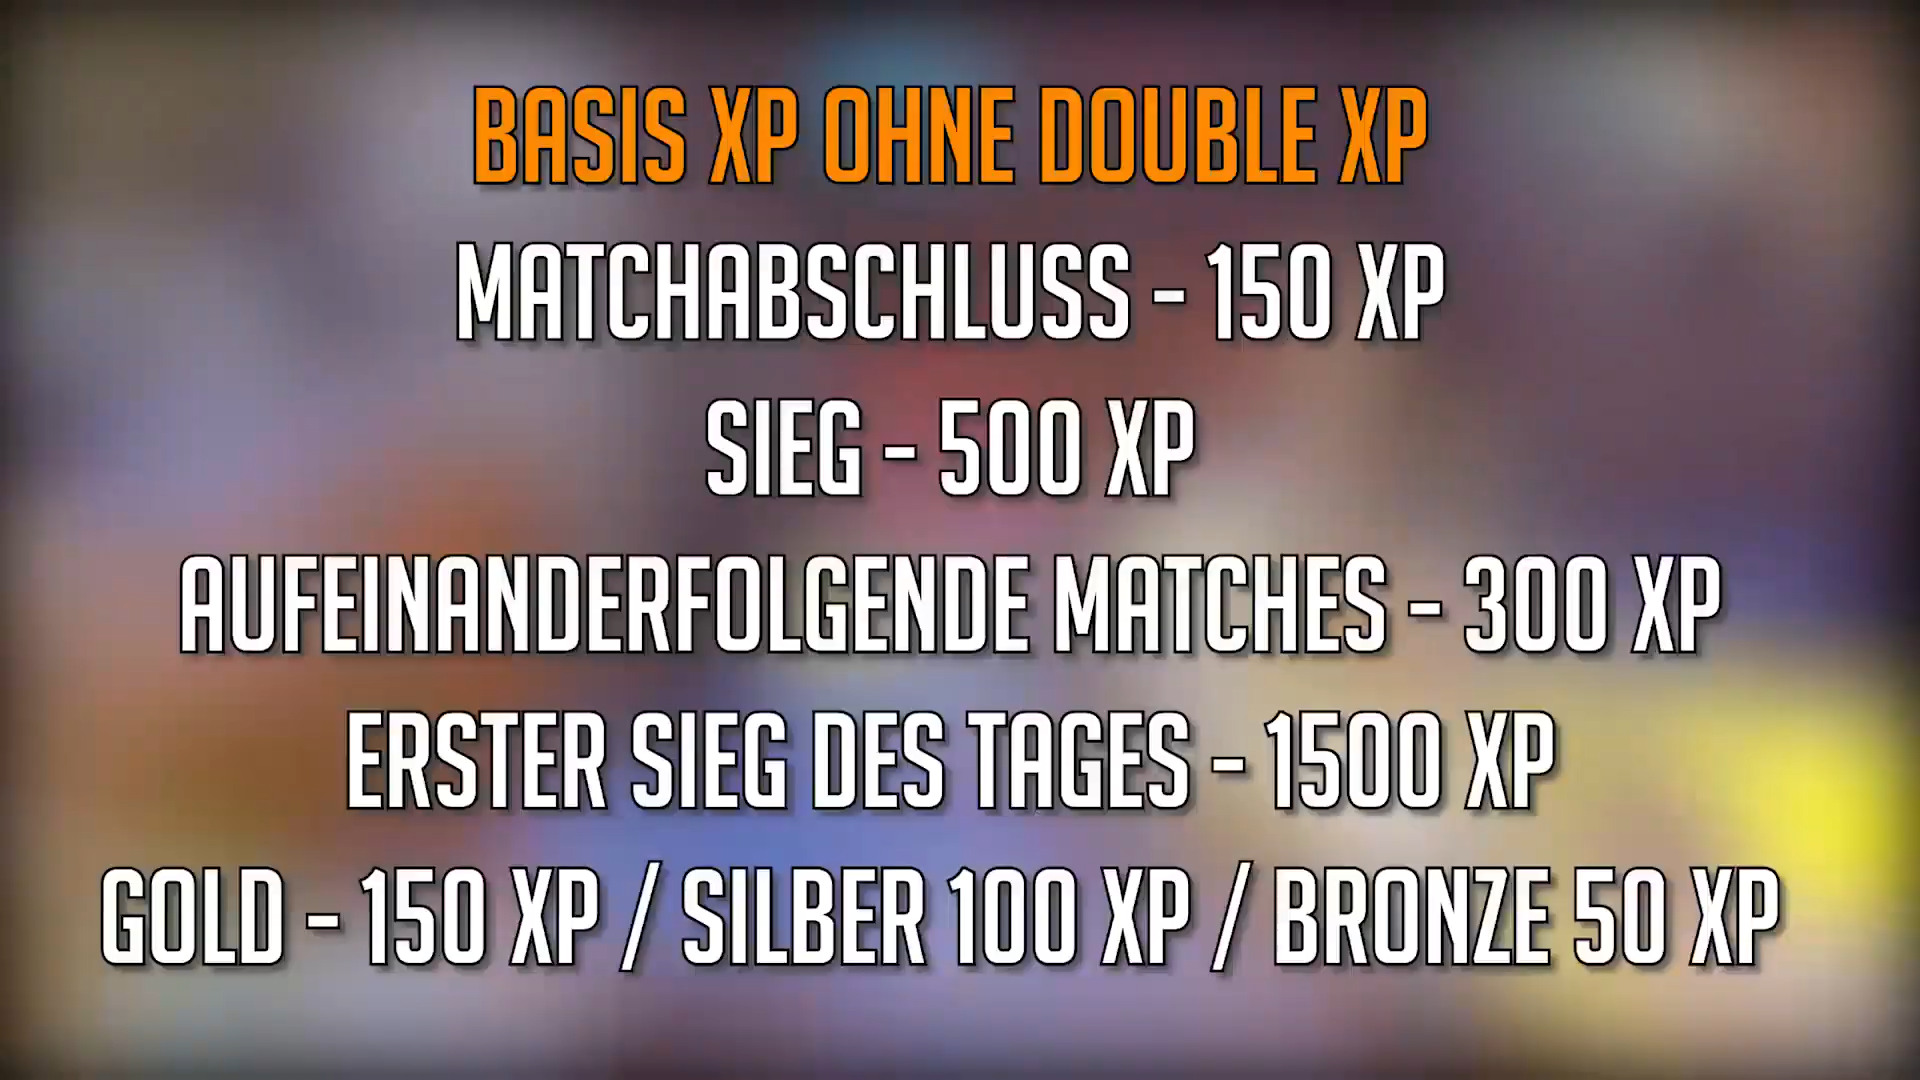 BASIS XP OHNE DOUBLE XP
MATCHABSCHLUSS - 150 XP
SIEG - 500 XP
AUFEINANDERFOLGENDE MATCHES - 300 XP
ERSTER SIEG DES TAGES - 1500 XP
GOLD - 150 XP / SILBER 100 XP / BRONZE 50 XP